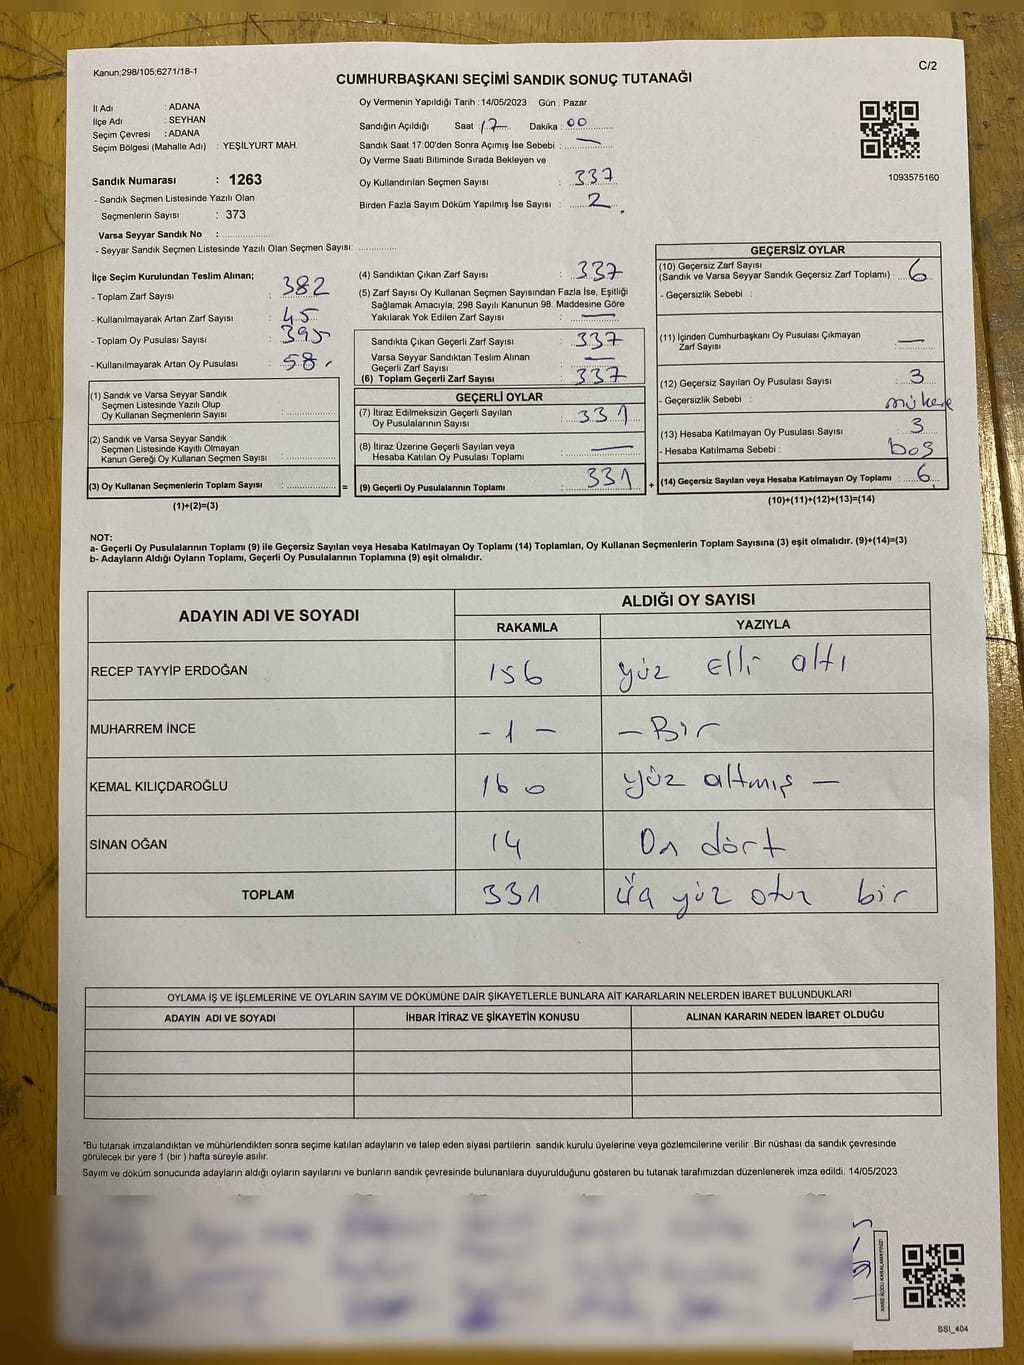 Kanun;298/105;6271/18-1
C/2
CUMHURBAŞKANI SEÇİMİ SANDIK SONUÇ TUTANAĞI
İl Adı : ADANA
İlçe Adı : SEYHAN
Seçim Çevresi : ADANA
Seçim Bölgesi (Mahalle Adı) : YEŞİLYURT MAH.
Sandık Numarası : 1263
- Sandık Seçmen Listesinde Yazılı Olan
Seçmenlerin Sayısı : 373
Varsa Seyyar Sandık No :
- Seyyar Sandık Seçmen Listesinde Yazılı Olan Seçmen Sayısı:
Oy Vermenin Yapıldığı Tarih : 14/05/2023 Gün : Pazar
Sandığın Açıldığı Saat : 17 Dakika : 00
Sandık Saat 17:00'den Sonra Açımış İse Sebebi : —
Oy Verme Saati Bitiminde Sırada Bekleyen ve
Oy Kullandırılan Seçmen Sayısı : 337
Birden Fazla Sayım Döküm Yapılmış İse Sayısı : 2
1093575160
İlçe Seçim Kurulundan Teslim Alınan;
- Toplam Zarf Sayısı : 382
- Kullanılmayarak Artan Zarf Sayısı : 45
- Toplam Oy Pusulası Sayısı : 395
- Kullanılmayarak Artan Oy Pusulası : 58
(1) Sandık ve Varsa Seyyar Sandık
Seçmen Listesinde Yazılı Olup
Oy Kullanan Seçmenlerin Sayısı :
(2) Sandık ve Varsa Seyyar Sandık
Seçmen Listesinde Kayıtlı Olmayan
Kanun Gereği Oy Kullanan Seçmen Sayısı :
(3) Oy Kullanan Seçmenlerin Toplam Sayısı : =
(1)+(2)=(3)
(4) Sandıktan Çıkan Zarf Sayısı : 337
(5) Zarf Sayısı Oy Kullanan Seçmen Sayısından Fazla İse, Eşitliği
Sağlamak Amacıyla; 298 Sayılı Kanunun 98. Maddesine Göre
Yakılarak Yok Edilen Zarf Sayısı : —
Sandıkta Çıkan Geçerli Zarf Sayısı : 337
Varsa Seyyar Sandıktan Teslim Alınan
Geçerli Zarf Sayısı : —
(6) Toplam Geçerli Zarf Sayısı : 337
GEÇERLİ OYLAR
(7) İtiraz Edilmeksizin Geçerli Sayılan
Oy Pusulalarının Sayısı : 331
(8) İtiraz Üzerine Geçerli Sayılan veya
Hesaba Katılan Oy Pusulası Toplamı : —
(9) Geçerli Oy Pusulalarının Toplamı : 331 +
GEÇERSİZ OYLAR
(10) Geçersiz Zarf Sayısı
(Sandık ve Varsa Seyyar Sandık Geçersiz Zarf Toplamı) : 6
- Geçersizlik Sebebi :
(11) İçinden Cumhurbaşkanı Oy Pusulası Çıkmayan
Zarf Sayısı : —
(12) Geçersiz Sayılan Oy Pusulası Sayısı : 3
- Geçersizlik Sebebi :
(13) Hesaba Katılmayan Oy Pusulası Sayısı : 3
- Hesaba Katılmama Sebebi : boş
(14) Geçersiz Sayılan veya Hesaba Katılmayan Oy Toplamı : 6
(10)+(11)+(12)+(13)=(14)
NOT:
a- Geçerli Oy Pusulalarının Toplamı (9) ile Geçersiz Sayılan veya Hesaba Katılmayan Oy Toplamı (14) Toplamları, Oy Kullanan Seçmenlerin Toplam Sayısına (3) eşit olmalıdır. (9)+(14)=(3)
b- Adayların Aldığı Oyların Toplamı, Geçerli Oy Pusulalarının Toplamına (9) eşit olmalıdır.
ADAYIN ADI VE SOYADI
ALDIĞI OY SAYISI
RAKAMLA YAZIYLA
RECEP TAYYİP ERDOĞAN 156 yüz elli altı
MUHARREM İNCE - 1 - - Bir
KEMAL KILIÇDAROĞLU 160 yüz altmış —
SİNAN OĞAN 14 On dört
TOPLAM 331 yüz otuz bir
OYLAMA İŞ VE İŞLEMLERİNE VE OYLARIN SAYIM VE DÖKÜMÜNE DAİR ŞİKAYETLERLE BUNLARA AİT KARARLARIN NELERDEN İBARET BULUNDUKLARI
ADAYIN ADI VE SOYADI İHBAR İTİRAZ VE ŞİKAYETİN KONUSU ALINAN KARARIN NEDEN İBARET OLDUĞU
*Bu tutanak imzalandıktan ve mühürlendikten sonra seçime katılan adayların ve talep eden siyasi partilerin sandık kurulu üyelerine veya gözlemcilerine verilir .Bir nüshası da sandık çevresinde
görülecek bir yere 1 (bir ) hafta süreyle asılır.
Sayım ve döküm sonucunda adayların aldığı oyların sayılarını ve bunların sandık çevresinde bulunanlara duyurulduğunu gösteren bu tutanak tarafımızdan düzenlenerek imza edildi. 14/05/2023
KARE KODU KARALAMAYINIZ!
SSI_404